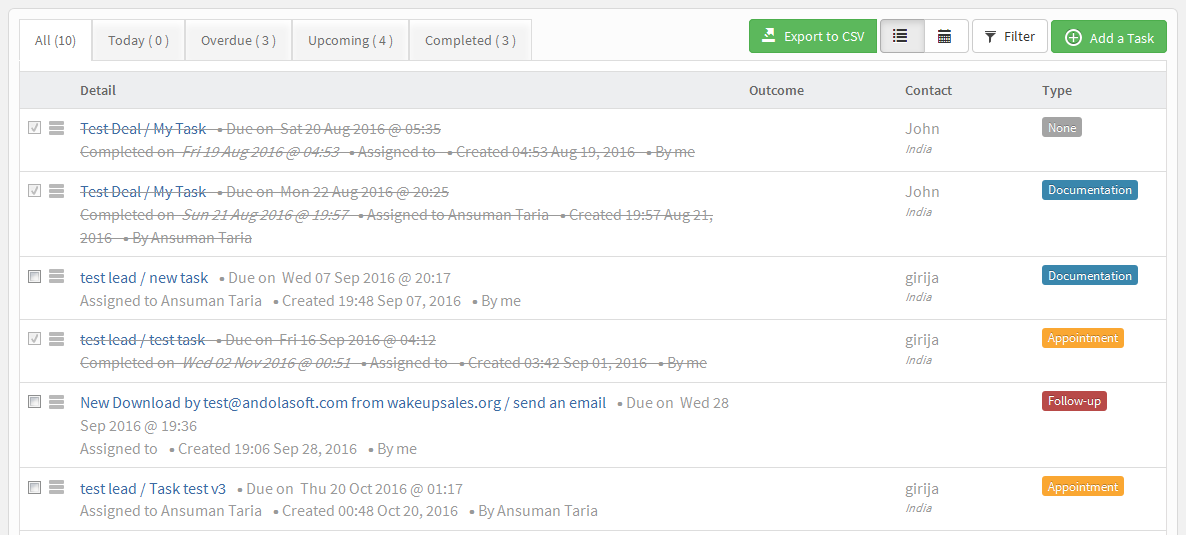 All (10) Today ( 0 ) Overdue ( 3 ) Upcoming ( 4 ) Completed ( 3 ) Export to CSV Filter Add a Task
Detail Outcome Contact Type
Test Deal / My Task • Due on Sat 20 Aug 2016 @ 05:35 John None
Completed on Fri 19 Aug 2016 @ 04:53 • Assigned to • Created 04:53 Aug 19, 2016 • By me India
Test Deal / My Task • Due on Mon 22 Aug 2016 @ 20:25 John Documentation
Completed on Sun 21 Aug 2016 @ 19:57 • Assigned to Ansuman Taria • Created 19:57 Aug 21, India
2016 • By Ansuman Taria
test lead / new task • Due on Wed 07 Sep 2016 @ 20:17 girija Documentation
Assigned to Ansuman Taria • Created 19:48 Sep 07, 2016 • By me India
test lead / test task • Due on Fri 16 Sep 2016 @ 04:12 girija Appointment
Completed on Wed 02 Nov 2016 @ 00:51 • Assigned to • Created 03:42 Sep 01, 2016 • By me India
New Download by test@andolasoft.com from wakeupsales.org / send an email • Due on Wed 28 Follow-up
Sep 2016 @ 19:36
Assigned to • Created 19:06 Sep 28, 2016 • By me
test lead / Task test v3 • Due on Thu 20 Oct 2016 @ 01:17 girija Appointment
Assigned to Ansuman Taria • Created 00:48 Oct 20, 2016 • By Ansuman Taria India